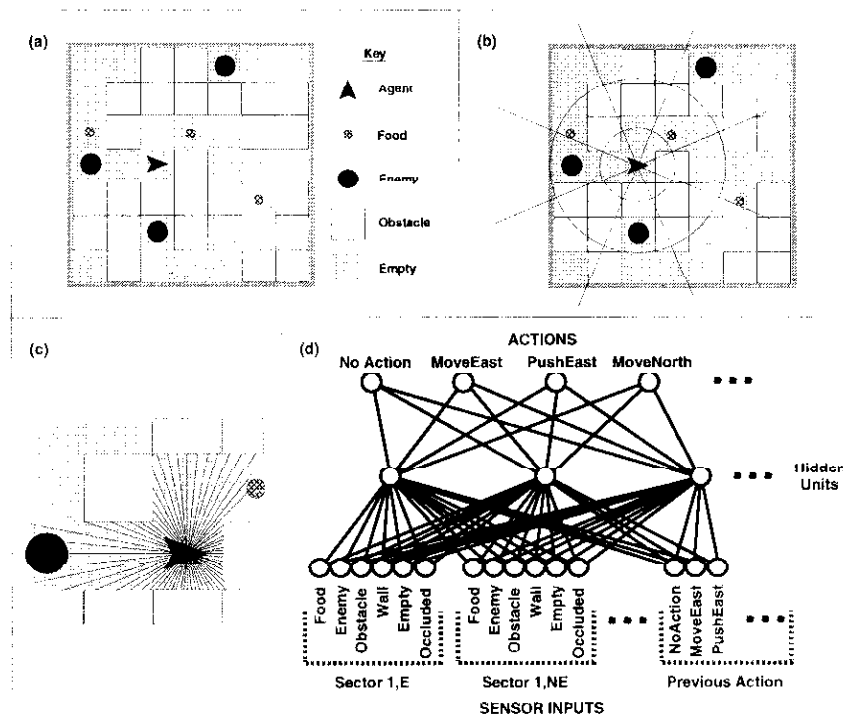 (a)
Key
Agent
Food
Enemy
Obstacle
Empty
(b)
(c)
(d)
ACTIONS
No Action MoveEast PushEast MoveNorth
Hidden
Units
Food Enemy Obstacle Wall Empty Occluded
Food Enemy Obstacle Wall Empty Occluded
NoAction MoveEast PushEast
Sector 1,E Sector 1,NE Previous Action
SENSOR INPUTS